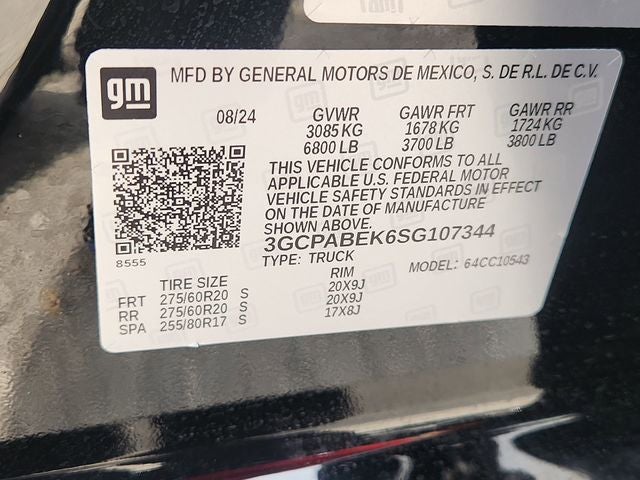 gm
MFD BY GENERAL MOTORS DE MEXICO, S. DE R.L. DE C.V.
08/24 GVWR GAWR FRT GAWR RR
3085 KG 1678 KG 1724 KG
6800 LB 3700 LB 3800 LB
THIS VEHICLE CONFORMS TO ALL
APPLICABLE U.S. FEDERAL MOTOR
VEHICLE SAFETY STANDARDS IN EFFECT
ON THE DATE OF MANUFACTURE
SHOWN ABOVE.
3GCPABEK6SG107344
8555
TYPE: TRUCK MODEL: 64CC10543
TIRE SIZE RIM
FRT 275/60R20 S 20X9J
RR 275/60R20 S 20X9J
SPA 255/80R17 S 17X8J